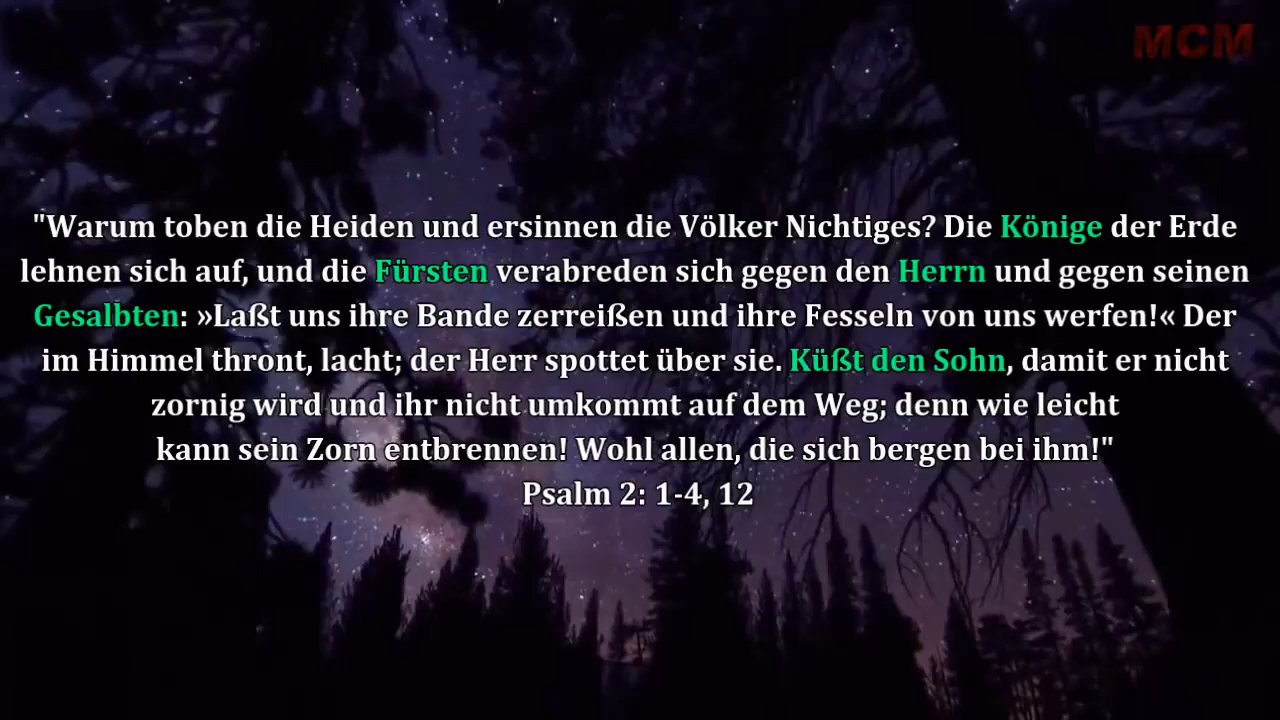 MCM
"Warum toben die Heiden und ersinnen die Völker Nichtiges? Die Könige der Erde
lehnen sich auf, und die Fürsten verabreden sich gegen den Herrn und gegen seinen
Gesalbten: »Laßt uns ihre Bande zerreißen und ihre Fesseln von uns werfen!« Der
im Himmel thront, lacht; der Herr spottet über sie. Küßt den Sohn, damit er nicht
zornig wird und ihr nicht umkommt auf dem Weg; denn wie leicht
kann sein Zorn entbrennen! Wohl allen, die sich bergen bei ihm!"
Psalm 2: 1-4, 12